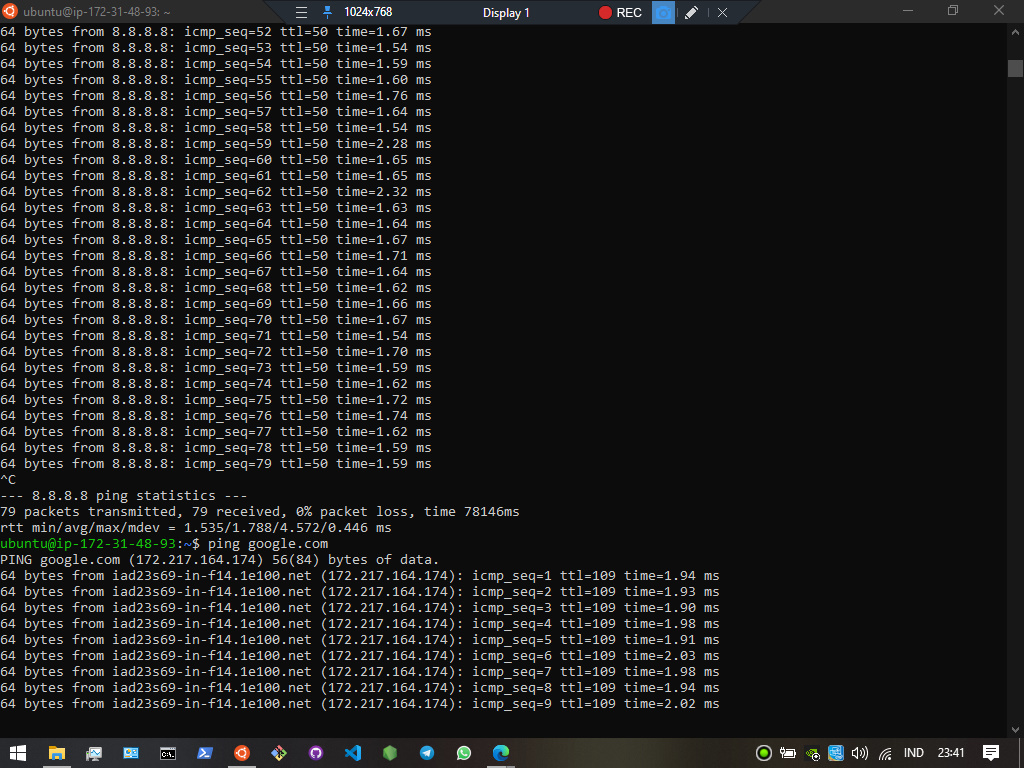 ubuntu@ip-172-31-48-93: ~
1024x768
Display 1
REC
64 bytes from 8.8.8.8: icmp_seq=52 ttl=50 time=1.67 ms
64 bytes from 8.8.8.8: icmp_seq=53 ttl=50 time=1.54 ms
64 bytes from 8.8.8.8: icmp_seq=54 ttl=50 time=1.59 ms
64 bytes from 8.8.8.8: icmp_seq=55 ttl=50 time=1.60 ms
64 bytes from 8.8.8.8: icmp_seq=56 ttl=50 time=1.76 ms
64 bytes from 8.8.8.8: icmp_seq=57 ttl=50 time=1.64 ms
64 bytes from 8.8.8.8: icmp_seq=58 ttl=50 time=1.54 ms
64 bytes from 8.8.8.8: icmp_seq=59 ttl=50 time=2.28 ms
64 bytes from 8.8.8.8: icmp_seq=60 ttl=50 time=1.65 ms
64 bytes from 8.8.8.8: icmp_seq=61 ttl=50 time=1.65 ms
64 bytes from 8.8.8.8: icmp_seq=62 ttl=50 time=2.32 ms
64 bytes from 8.8.8.8: icmp_seq=63 ttl=50 time=1.63 ms
64 bytes from 8.8.8.8: icmp_seq=64 ttl=50 time=1.64 ms
64 bytes from 8.8.8.8: icmp_seq=65 ttl=50 time=1.67 ms
64 bytes from 8.8.8.8: icmp_seq=66 ttl=50 time=1.71 ms
64 bytes from 8.8.8.8: icmp_seq=67 ttl=50 time=1.64 ms
64 bytes from 8.8.8.8: icmp_seq=68 ttl=50 time=1.62 ms
64 bytes from 8.8.8.8: icmp_seq=69 ttl=50 time=1.66 ms
64 bytes from 8.8.8.8: icmp_seq=70 ttl=50 time=1.67 ms
64 bytes from 8.8.8.8: icmp_seq=71 ttl=50 time=1.54 ms
64 bytes from 8.8.8.8: icmp_seq=72 ttl=50 time=1.70 ms
64 bytes from 8.8.8.8: icmp_seq=73 ttl=50 time=1.59 ms
64 bytes from 8.8.8.8: icmp_seq=74 ttl=50 time=1.62 ms
64 bytes from 8.8.8.8: icmp_seq=75 ttl=50 time=1.72 ms
64 bytes from 8.8.8.8: icmp_seq=76 ttl=50 time=1.74 ms
64 bytes from 8.8.8.8: icmp_seq=77 ttl=50 time=1.62 ms
64 bytes from 8.8.8.8: icmp_seq=78 ttl=50 time=1.59 ms
64 bytes from 8.8.8.8: icmp_seq=79 ttl=50 time=1.59 ms
^C
--- 8.8.8.8 ping statistics ---
79 packets transmitted, 79 received, 0% packet loss, time 78146ms
rtt min/avg/max/mdev = 1.535/1.788/4.572/0.446 ms
ubuntu@ip-172-31-48-93:~$ ping google.com
PING google.com (172.217.164.174) 56(84) bytes of data.
64 bytes from iad23s69-in-f14.1e100.net (172.217.164.174): icmp_seq=1 ttl=109 time=1.94 ms
64 bytes from iad23s69-in-f14.1e100.net (172.217.164.174): icmp_seq=2 ttl=109 time=1.93 ms
64 bytes from iad23s69-in-f14.1e100.net (172.217.164.174): icmp_seq=3 ttl=109 time=1.90 ms
64 bytes from iad23s69-in-f14.1e100.net (172.217.164.174): icmp_seq=4 ttl=109 time=1.98 ms
64 bytes from iad23s69-in-f14.1e100.net (172.217.164.174): icmp_seq=5 ttl=109 time=1.91 ms
64 bytes from iad23s69-in-f14.1e100.net (172.217.164.174): icmp_seq=6 ttl=109 time=2.03 ms
64 bytes from iad23s69-in-f14.1e100.net (172.217.164.174): icmp_seq=7 ttl=109 time=1.98 ms
64 bytes from iad23s69-in-f14.1e100.net (172.217.164.174): icmp_seq=8 ttl=109 time=1.94 ms
64 bytes from iad23s69-in-f14.1e100.net (172.217.164.174): icmp_seq=9 ttl=109 time=2.02 ms
IND
23:41